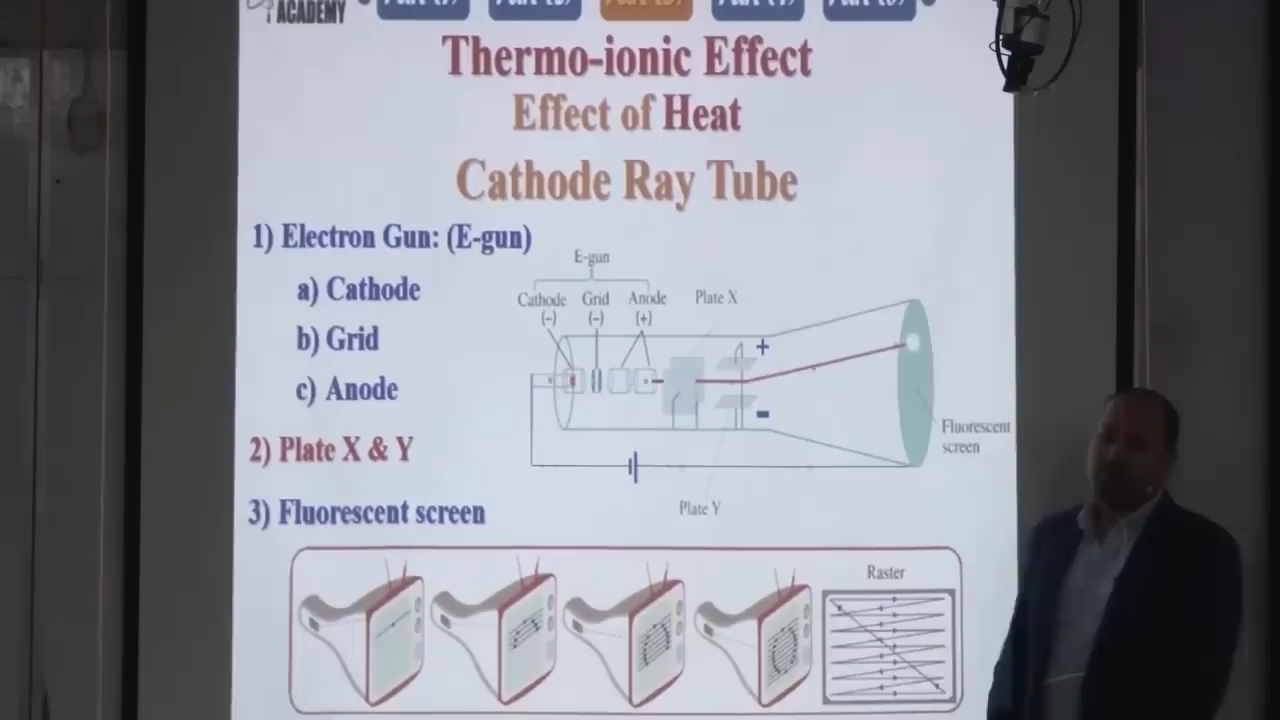 ACADEMY
Thermo-ionic Effect
Effect of Heat
Cathode Ray Tube
1) Electron Gun: (E-gun)
a) Cathode
b) Grid
c) Anode
2) Plate X & Y
3) Fluorescent screen
E-gun
Cathode Grid Anode Plate X
(-) (-) (+)
+
-
Fluorescent
screen
Plate Y
Raster